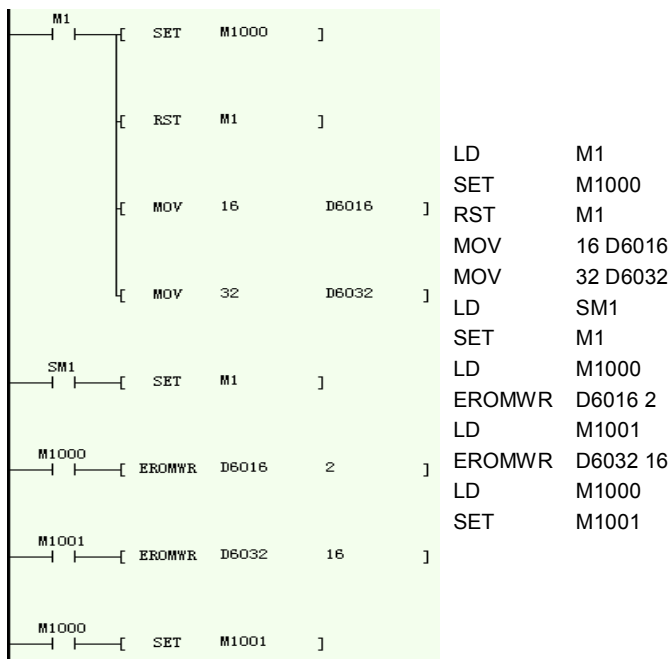 M1
[ SET M1000 ]
[ RST M1 ]
[ MOV 16 D6016 ]
[ MOV 32 D6032 ]
SM1
[ SET M1 ]
M1000
[ EROMWR D6016 2 ]
M1001
[ EROMWR D6032 16 ]
M1000
[ SET M1001 ]
LD M1
SET M1000
RST M1
MOV 16 D6016
MOV 32 D6032
LD SM1
SET M1
LD M1000
EROMWR D6016 2
LD M1001
EROMWR D6032 16
LD M1000
SET M1001